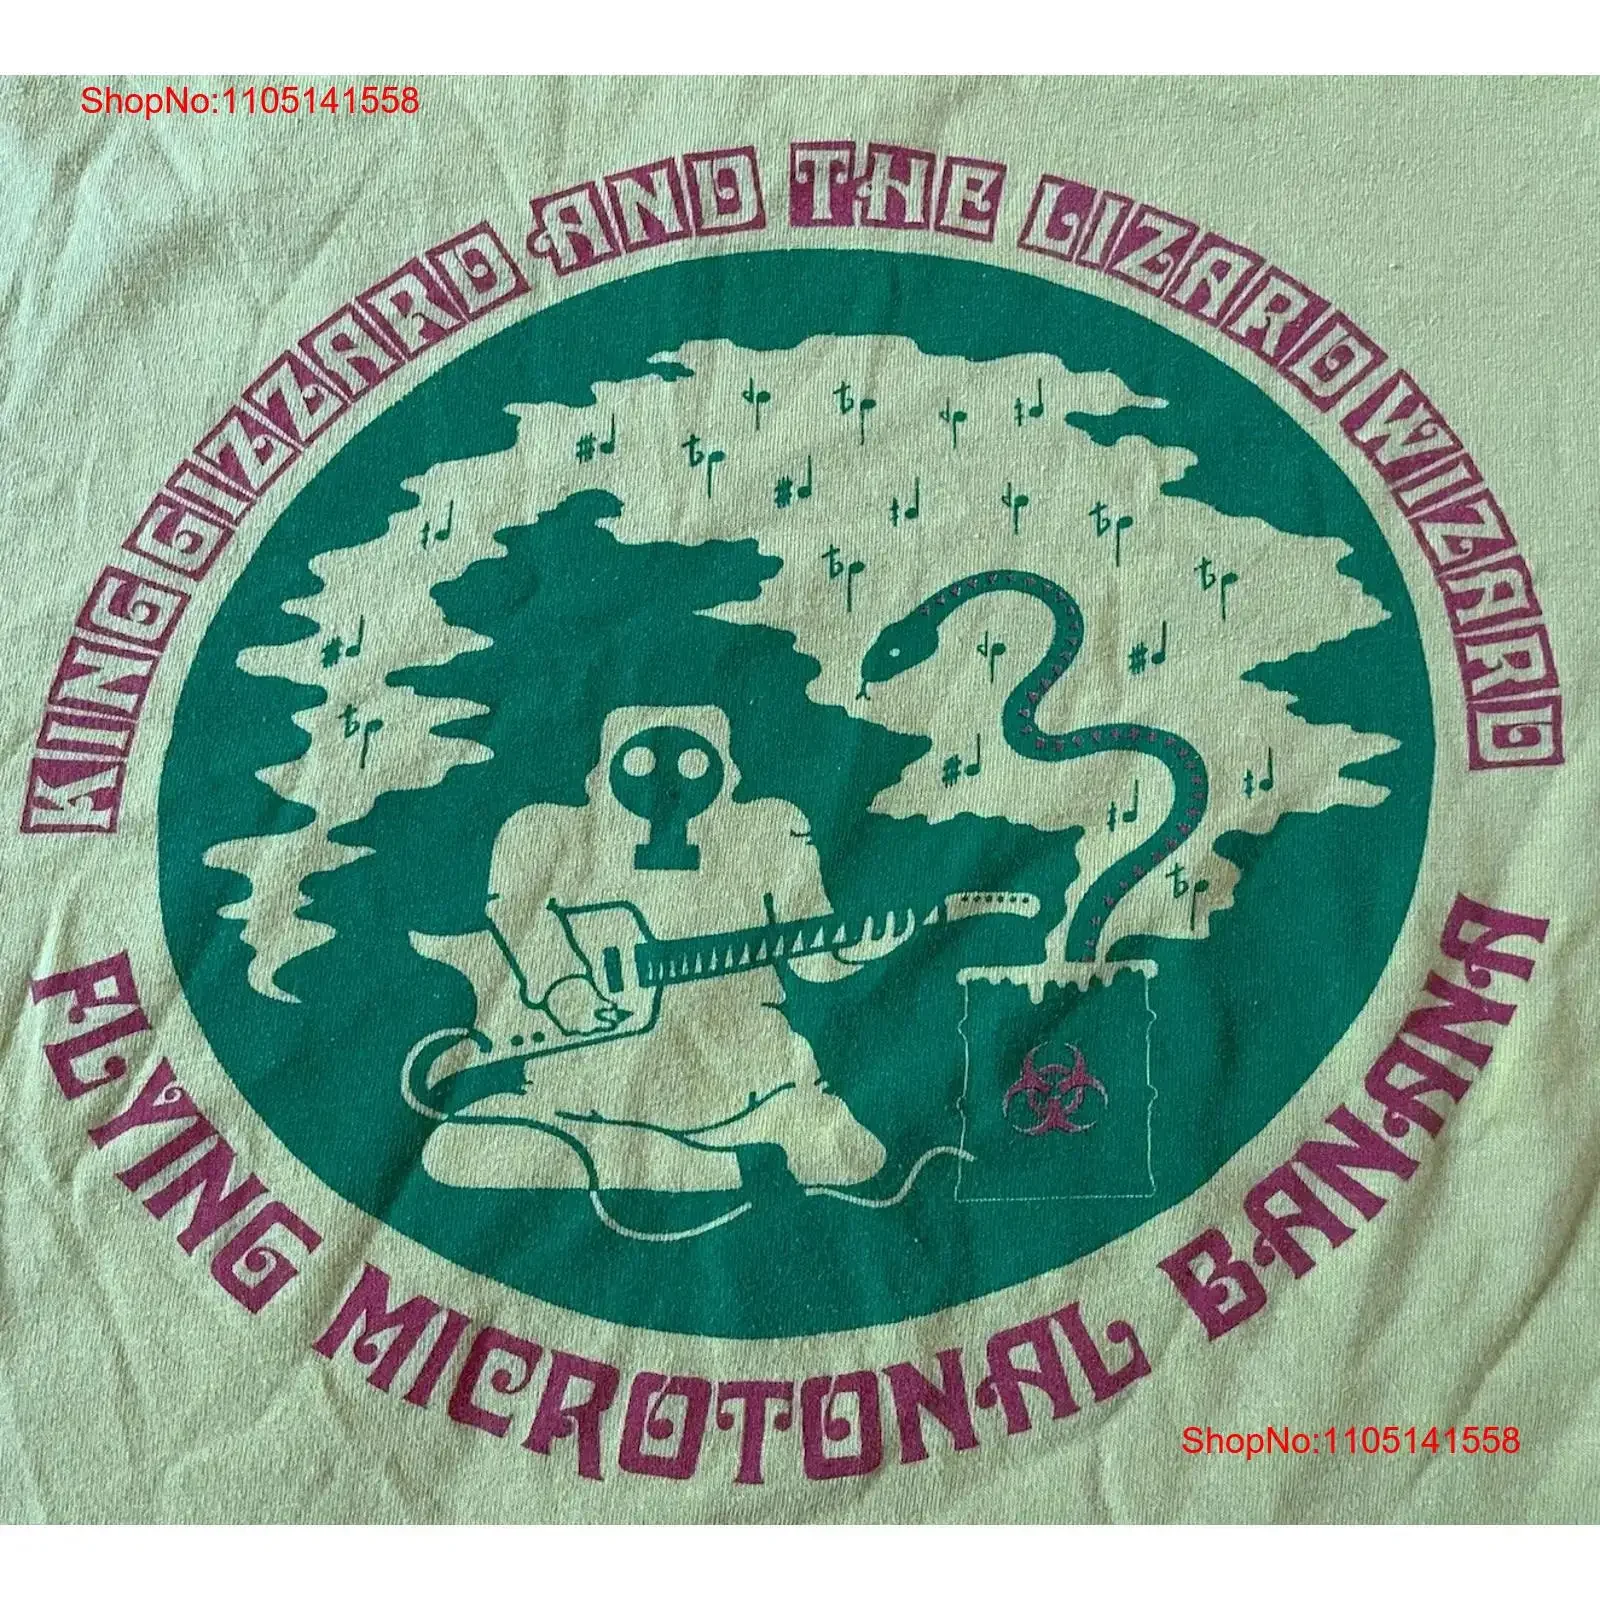 ShopNo:1105141558
KING GIZZARD AND THE LIZARD WIZARD
FLYING MICROTONAL BANANA
ShopNo:1105141558